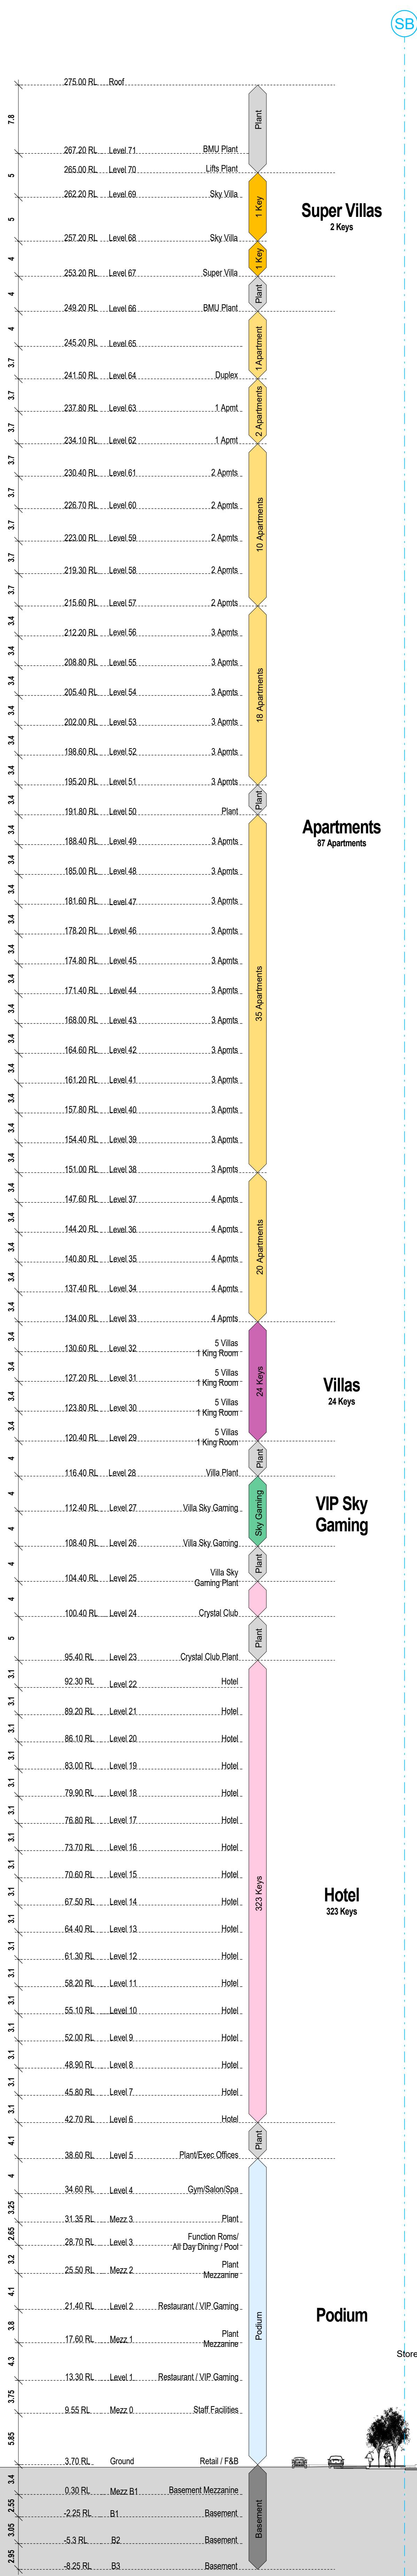 SB
275.00 RL Roof
7.8
Plant
267.20 RL Level 71 BMU Plant
5
265.00 RL Level 70 Lifts Plant
262.20 RL Level 69 Sky Villa
1 Key
Super Villas
2 Keys
5
257.20 RL Level 68 Sky Villa
4
1 Key
253.20 RL Level 67 Super Villa
4
Plant
249.20 RL Level 66 BMU Plant
4
245.20 RL Level 65
1Apartment
3.7
241.50 RL Level 64 Duplex
3.7
237.80 RL Level 63 1 Apmt
2 Apartments
3.7
234.10 RL Level 62 1 Apmt
3.7
230.40 RL Level 61 2 Apmts
3.7
226.70 RL Level 60 2 Apmts
10 Apartments
3.7
223.00 RL Level 59 2 Apmts
3.7
219.30 RL Level 58 2 Apmts
3.7
215.60 RL Level 57 2 Apmts
3.4
212.20 RL Level 56 3 Apmts
3.4
208.80 RL Level 55 3 Apmts
3.4
205.40 RL Level 54 3 Apmts
18 Apartments
3.4
202.00 RL Level 53 3 Apmts
3.4
198.60 RL Level 52 3 Apmts
3.4
195.20 RL Level 51 3 Apmts
3.4
Plant
191.80 RL Level 50 Plant
Apartments
87 Apartments
3.4
188.40 RL Level 49 3 Apmts
3.4
185.00 RL Level 48 3 Apmts
3.4
181.60 RL Level 47 3 Apmts
3.4
178.20 RL Level 46 3 Apmts
3.4
174.80 RL Level 45 3 Apmts
3.4
171.40 RL Level 44 3 Apmts
35 Apartments
3.4
168.00 RL Level 43 3 Apmts
3.4
164.60 RL Level 42 3 Apmts
3.4
161.20 RL Level 41 3 Apmts
3.4
157.80 RL Level 40 3 Apmts
3.4
154.40 RL Level 39 3 Apmts
3.4
151.00 RL Level 38 3 Apmts
3.4
147.60 RL Level 37 4 Apmts
3.4
144.20 RL Level 36 4 Apmts
20 Apartments
3.4
140.80 RL Level 35 4 Apmts
3.4
137.40 RL Level 34 4 Apmts
3.4
134.00 RL Level 33 4 Apmts
3.4
5 Villas
130.60 RL Level 32 1 King Room
3.4
5 Villas
127.20 RL Level 31 1 King Room
24 Keys
Villas
24 Keys
3.4
5 Villas
123.80 RL Level 30 1 King Room
3.4
5 Villas
120.40 RL Level 29 1 King Room
4
Plant
116.40 RL Level 28 Villa Plant
4
112.40 RL Level 27 Villa Sky Gaming
Sky Gaming
VIP Sky
Gaming
4
108.40 RL Level 26 Villa Sky Gaming
4
Plant
Villa Sky
104.40 RL Level 25 Gaming Plant
4
100.40 RL Level 24 Crystal Club
5
Plant
95.40 RL Level 23 Crystal Club Plant
3.1
92.30 RL Level 22 Hotel
3.1
89.20 RL Level 21 Hotel
3.1
86.10 RL Level 20 Hotel
3.1
83.00 RL Level 19 Hotel
3.1
79.90 RL Level 18 Hotel
3.1
76.80 RL Level 17 Hotel
3.1
73.70 RL Level 16 Hotel
3.1
70.60 RL Level 15 Hotel
323 Keys
Hotel
323 Keys
3.1
67.50 RL Level 14 Hotel
3.1
64.40 RL Level 13 Hotel
3.1
61.30 RL Level 12 Hotel
3.1
58.20 RL Level 11 Hotel
3.1
55.10 RL Level 10 Hotel
3.1
52.00 RL Level 9 Hotel
3.1
48.90 RL Level 8 Hotel
3.1
45.80 RL Level 7 Hotel
3.1
42.70 RL Level 6 Hotel
4.1
Plant
38.60 RL Level 5 Plant/Exec Offices
4
34.60 RL Level 4 Gym/Salon/Spa
3.25
31.35 RL Mezz 3 Plant
2.65
Function Roms/
28.70 RL Level 3 All Day Dining / Pool
3.2
Plant
25.50 RL Mezz 2 Mezzanine
4.1
21.40 RL Level 2 Restaurant / VIP Gaming
Podium
Podium
3.8
Plant
17.60 RL Mezz 1 Mezzanine
4.3
Store
13.30 RL Level 1 Restaurant / VIP Gaming
3.75
9.55 RL Mezz 0 Staff Facilities
5.85
3.70 RL Ground Retail / F&B
3.4
0.30 RL Mezz B1 Basement Mezzanine
2.55
-2.25 RL B1 Basement
Basement
3.05
-5.3 RL B2 Basement
2.95
-8.25 RL B3 Basement